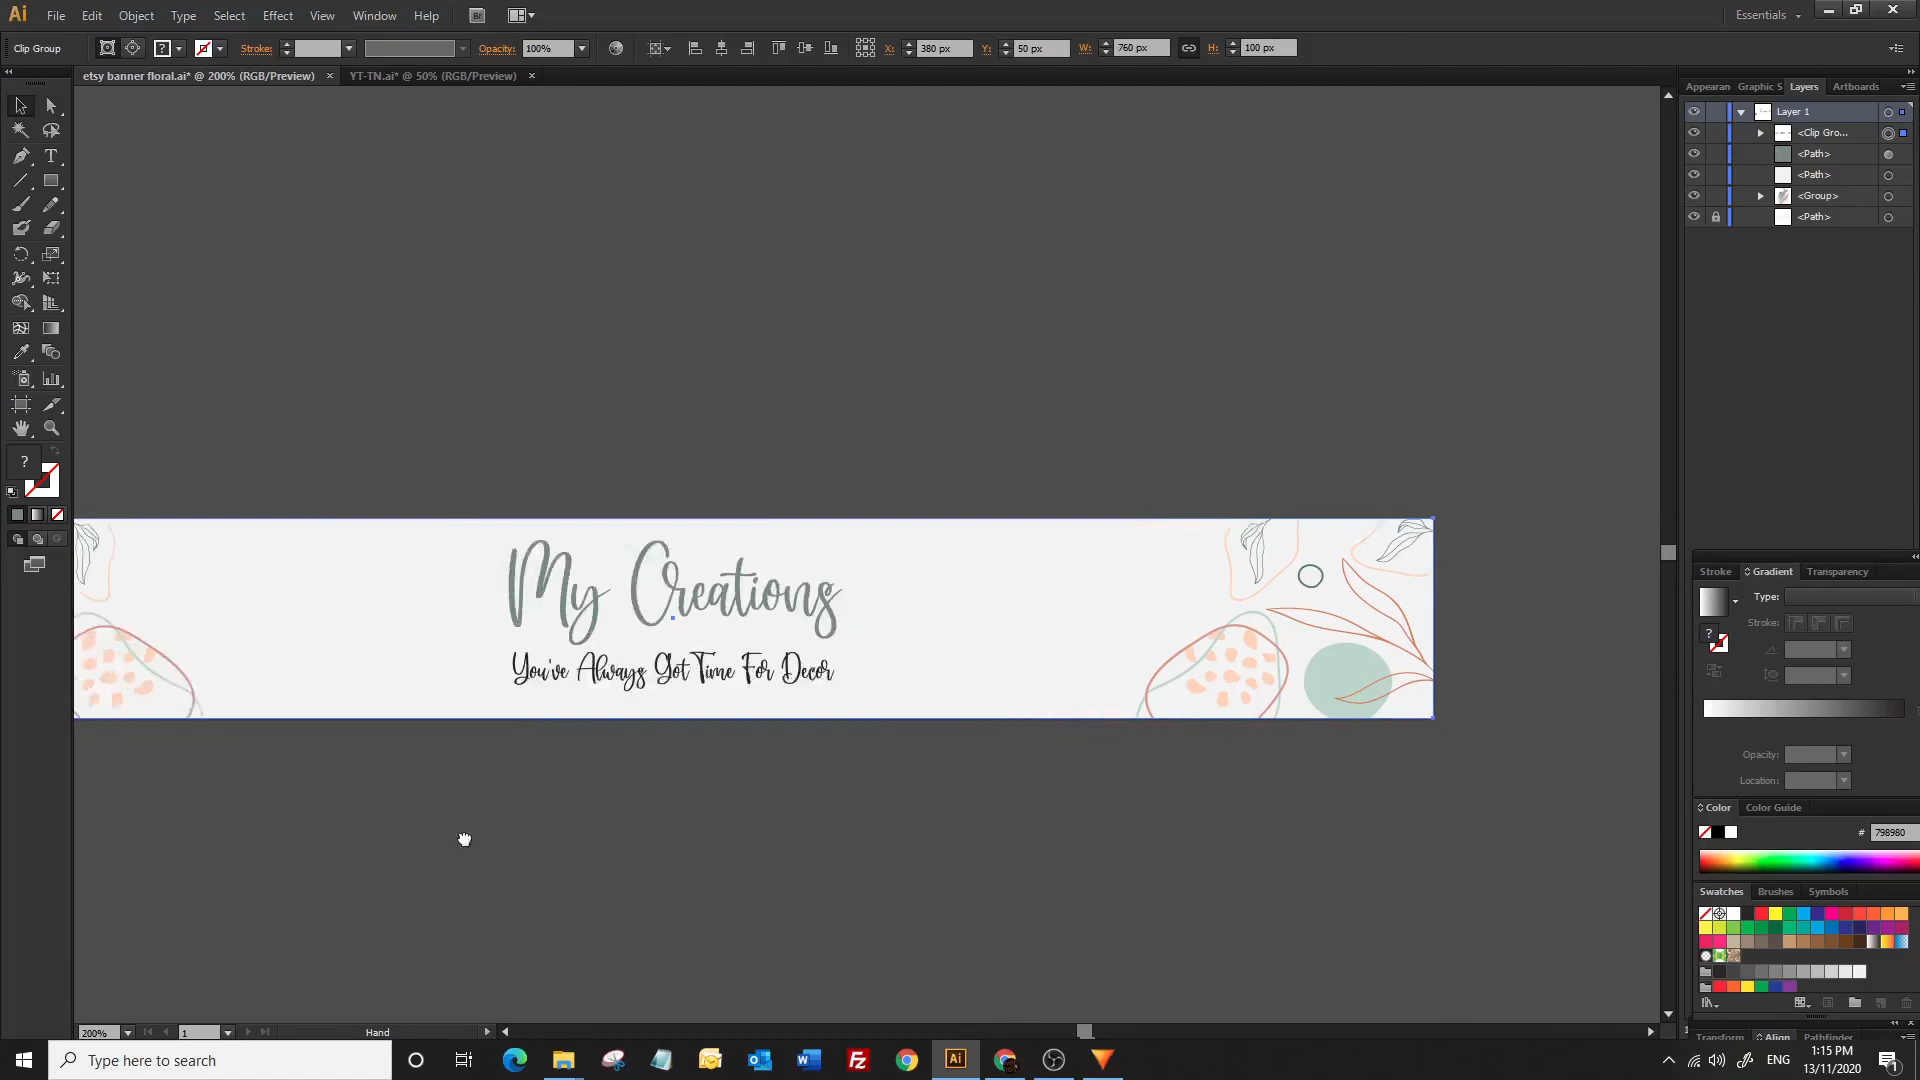 Ai File Edit Object Type Select Effect View Window Help Br Essentials
Clip Group ? Stroke: Opacity: 100% X: 380 px Y: 50 px W: 760 px H: 100 px
etsy banner floral.ai* @ 200% (RGB/Preview) × YT-TN.ai* @ 50% (RGB/Preview) ×
Appearan Graphic S Layers Artboards
Layer 1
<Clip Gro...
<Path>
<Path>
<Group>
<Path>
?
My Creations
You've Always Got Time For Decor
Stroke Gradient Transparency
Type:
Stroke:
?
Opacity:
Location:
Color Color Guide
# 798980
Swatches Brushes Symbols
200% 1 Hand
Transform Align Pathfinder
Type here to search
Ai
ENG
1:15 PM
13/11/2020
1